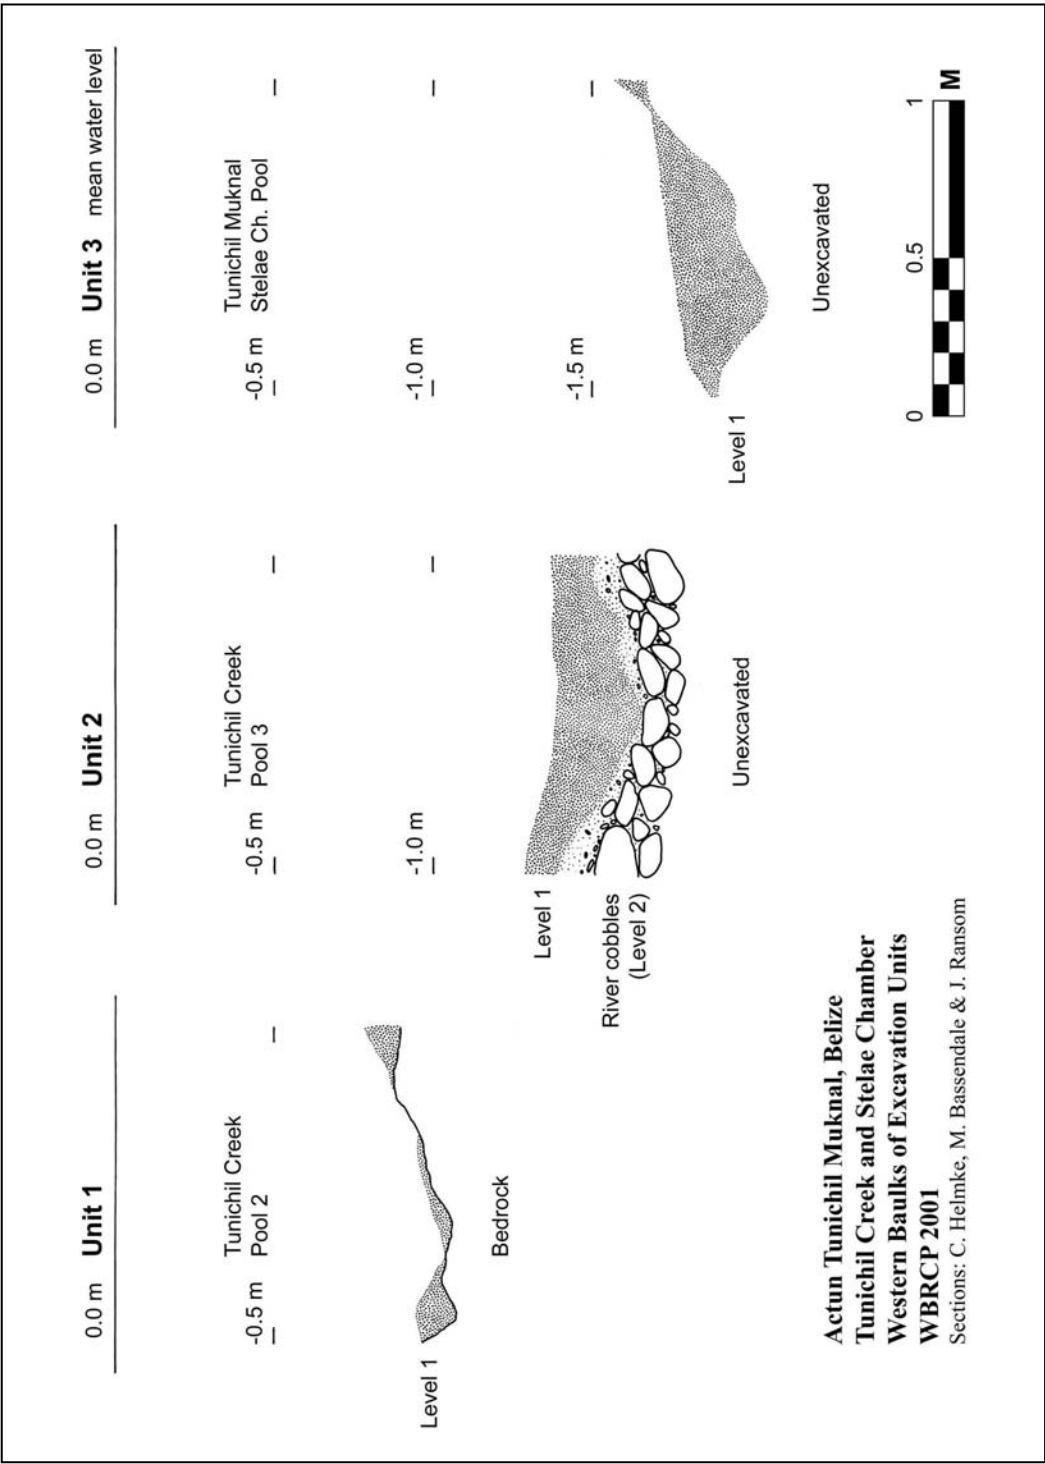 0.0 m Unit 1
Tunichil Creek
Pool 2
-0.5 m
Level 1
Bedrock
0.0 m Unit 2
Tunichil Creek
Pool 3
-0.5 m
-1.0 m
Level 1
River cobbles
(Level 2)
Unexcavated
0.0 m Unit 3 mean water level
Tunichil Muknal
Stelae Ch. Pool
-0.5 m
-1.0 m
-1.5 m
Level 1
Unexcavated
0 0.5 1
M
Actun Tunichil Muknal, Belize
Tunichil Creek and Stelae Chamber
Western Baulks of Excavation Units
WBRCP 2001
Sections: C. Helmke, M. Bassendale & J. Ransom